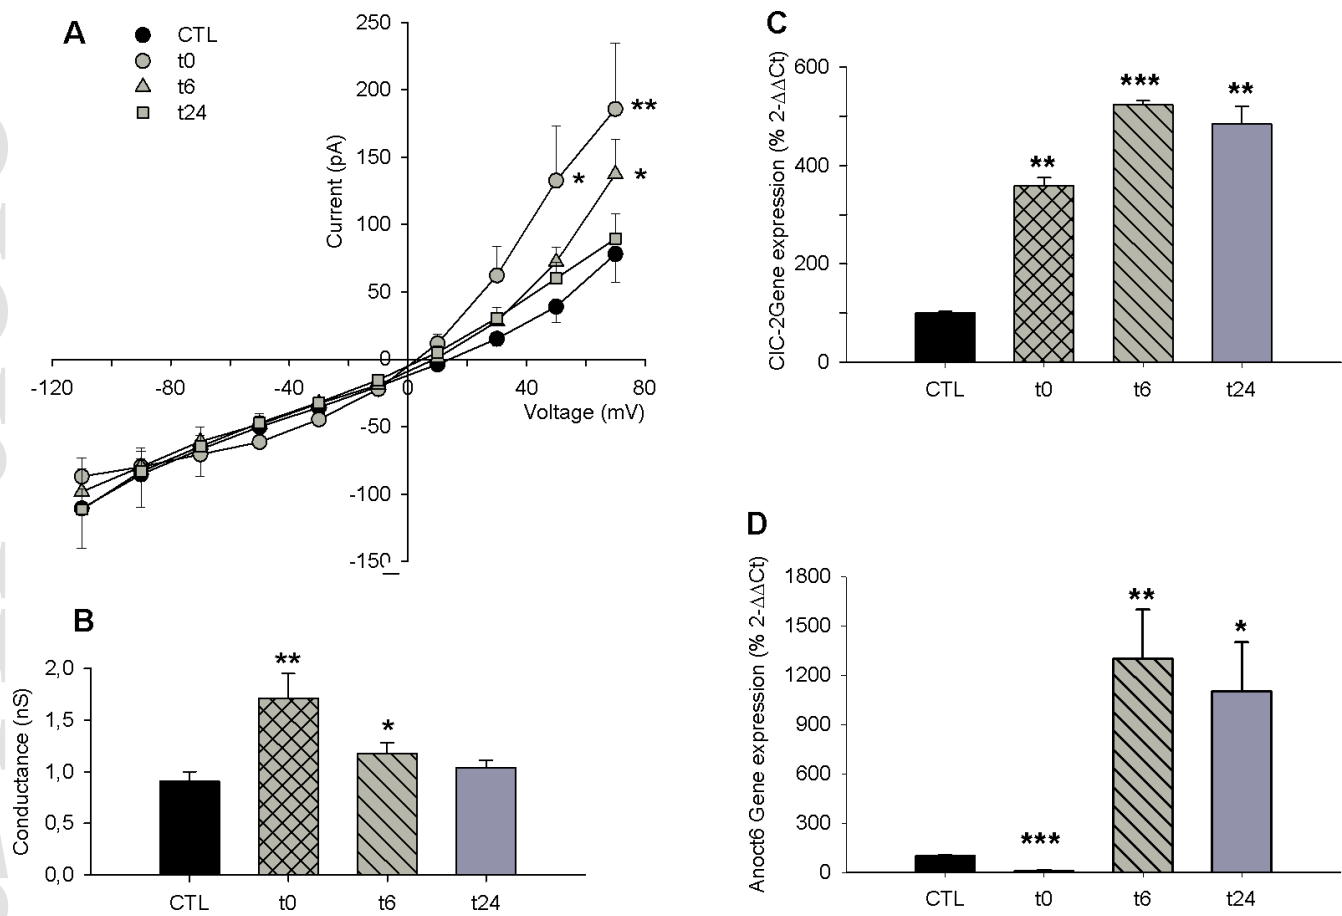 A
CTL
t0
t6
t24
250
200
150
100
50
0
-50
-100
-150
Current (pA)
-120
-80
-40
0
40
80
Voltage (mV)
**
*
*
B
2,0
1,5
1,0
0,5
0,0
Conductance (nS)
**
*
CTL
t0
t6
t24
C
600
400
200
0
ClC-2Gene expression (% 2-ΔΔCt)
**
***
**
CTL
t0
t6
t24
D
1800
1500
1200
900
600
300
0
Anoct6 Gene expression (% 2-ΔΔCt)
***
**
*
CTL
t0
t6
t24